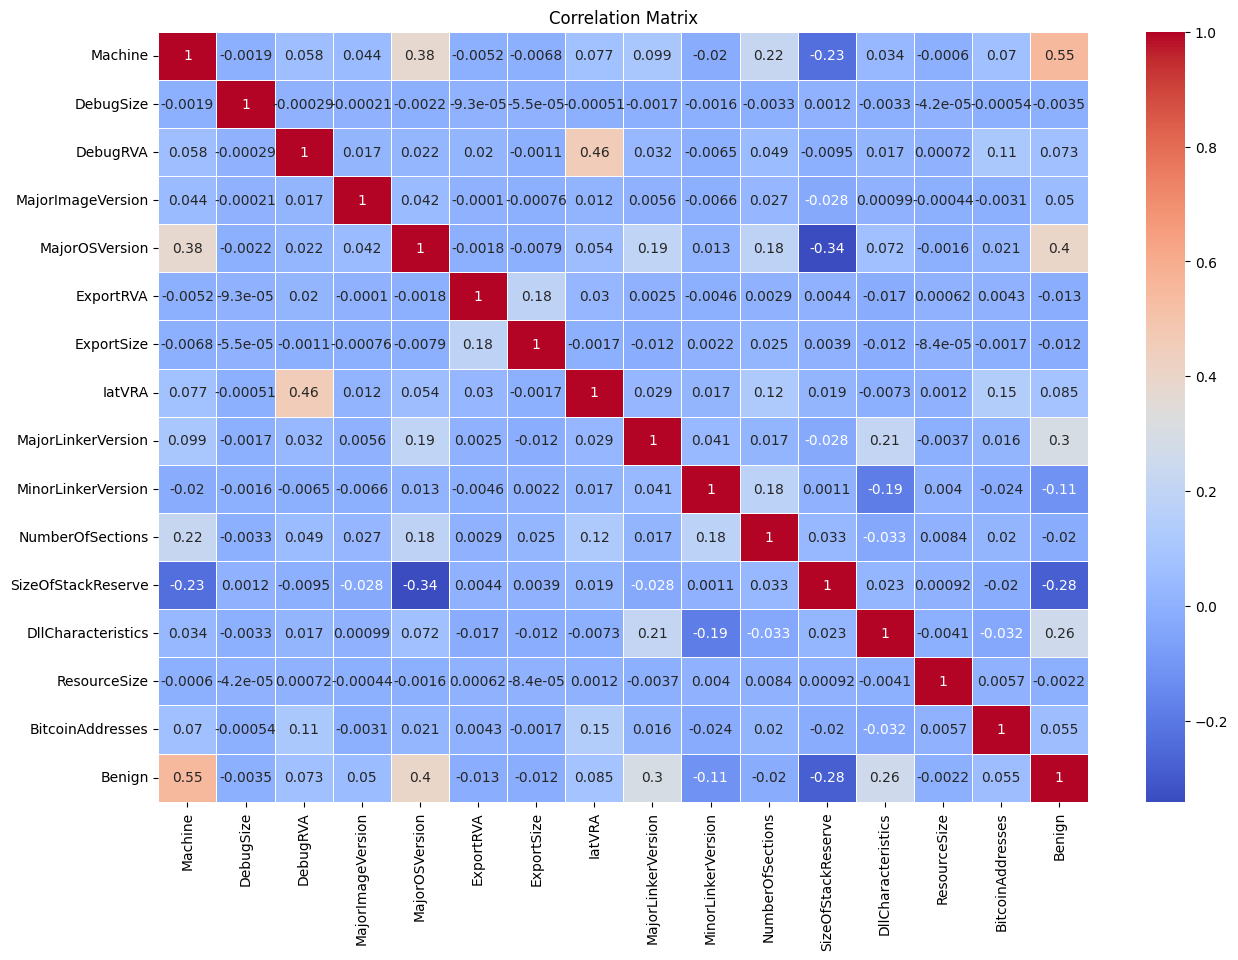 Correlation Matrix
Machine 1 -0.0019 0.058 0.044 0.38 -0.0052 -0.0068 0.077 0.099 -0.02 0.22 -0.23 0.034 -0.0006 0.07 0.55
DebugSize -0.0019 1 -0.00029 -0.00021 -0.0022 -9.3e-05 -5.5e-05 -0.00051 -0.0017 -0.0016 -0.0033 0.0012 -0.0033 -4.2e-05 -0.00054 -0.0035
DebugRVA 0.058 -0.00029 1 0.017 0.022 0.02 -0.0011 0.46 0.032 -0.0065 0.049 -0.0095 0.017 0.00072 0.11 0.073
MajorImageVersion 0.044 -0.00021 0.017 1 0.042 -0.0001 -0.00076 0.012 0.0056 -0.0066 0.027 -0.028 0.00099 -0.00044 -0.0031 0.05
MajorOSVersion 0.38 -0.0022 0.022 0.042 1 -0.0018 -0.0079 0.054 0.19 0.013 0.18 -0.34 0.072 -0.0016 0.021 0.4
ExportRVA -0.0052 -9.3e-05 0.02 -0.0001 -0.0018 1 0.18 0.03 0.0025 -0.0046 0.0029 0.0044 -0.017 0.00062 0.0043 -0.013
ExportSize -0.0068 -5.5e-05 -0.0011 -0.00076 -0.0079 0.18 1 -0.0017 -0.012 0.0022 0.025 0.0039 -0.012 -8.4e-05 -0.0017 -0.012
IatVRA 0.077 -0.00051 0.46 0.012 0.054 0.03 -0.0017 1 0.029 0.017 0.12 0.019 -0.0073 0.0012 0.15 0.085
MajorLinkerVersion 0.099 -0.0017 0.032 0.0056 0.19 0.0025 -0.012 0.029 1 0.041 0.017 -0.028 0.21 -0.0037 0.016 0.3
MinorLinkerVersion -0.02 -0.0016 -0.0065 -0.0066 0.013 -0.0046 0.0022 0.017 0.041 1 0.18 0.0011 -0.19 0.004 -0.024 -0.11
NumberOfSections 0.22 -0.0033 0.049 0.027 0.18 0.0029 0.025 0.12 0.017 0.18 1 0.033 -0.033 0.0084 0.02 -0.02
SizeOfStackReserve -0.23 0.0012 -0.0095 -0.028 -0.34 0.0044 0.0039 0.019 -0.028 0.0011 0.033 1 0.023 0.00092 -0.02 -0.28
DllCharacteristics 0.034 -0.0033 0.017 0.00099 0.072 -0.017 -0.012 -0.0073 0.21 -0.19 -0.033 0.023 1 -0.0041 -0.032 0.26
ResourceSize -0.0006 -4.2e-05 0.00072 -0.00044 -0.0016 0.00062 -8.4e-05 0.0012 -0.0037 0.004 0.0084 0.00092 -0.0041 1 0.0057 -0.0022
BitcoinAddresses 0.07 -0.00054 0.11 -0.0031 0.021 0.0043 -0.0017 0.15 0.016 -0.024 0.02 -0.02 -0.032 0.0057 1 0.055
Benign 0.55 -0.0035 0.073 0.05 0.4 -0.013 -0.012 0.085 0.3 -0.11 -0.02 -0.28 0.26 -0.0022 0.055 1
Machine
DebugSize
DebugRVA
MajorImageVersion
MajorOSVersion
ExportRVA
ExportSize
IatVRA
MajorLinkerVersion
MinorLinkerVersion
NumberOfSections
SizeOfStackReserve
DllCharacteristics
ResourceSize
BitcoinAddresses
Benign
1.0
0.8
0.6
0.4
0.2
0.0
−0.2